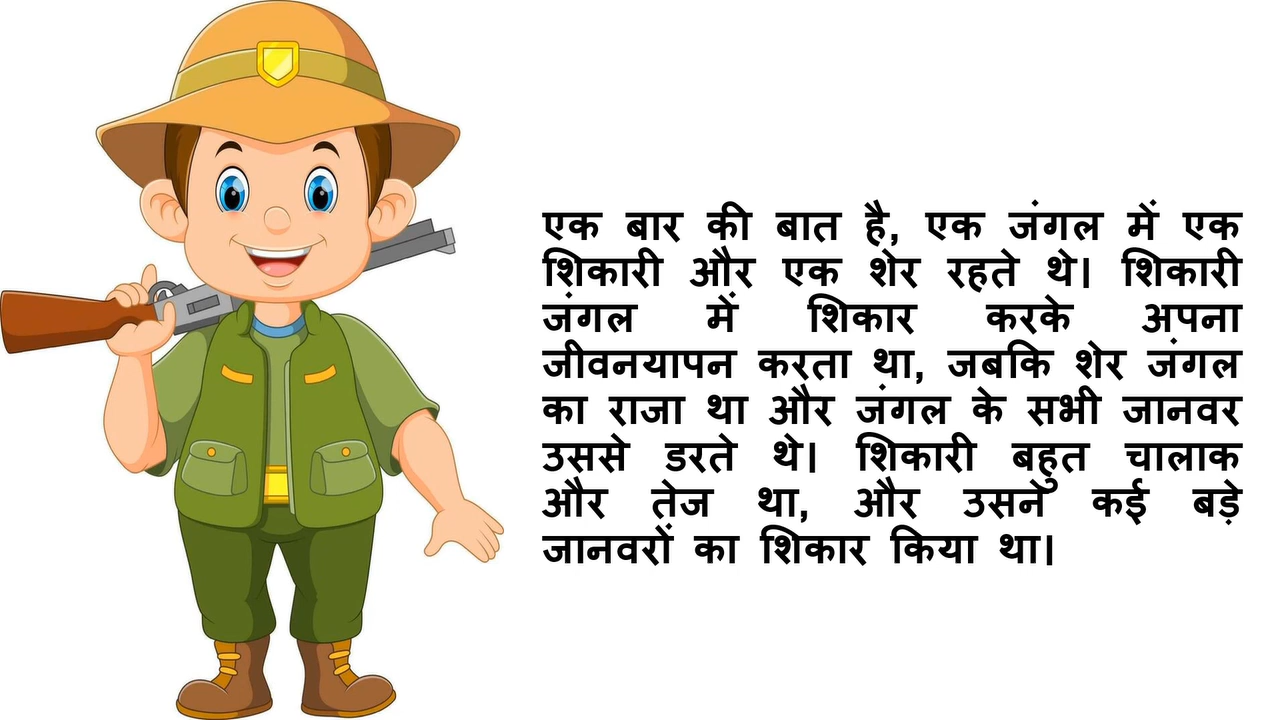 एक बार की बात है, एक जंगल में एक
शिकारी और एक शेर रहते थे। शिकारी
जंगल में शिकार करके अपना
जीवनयापन करता था, जबकि शेर जंगल
का राजा था और जंगल के सभी जानवर
उससे डरते थे। शिकारी बहुत चालाक
और तेज था, और उसने कई बड़े
जानवरों का शिकार किया था।